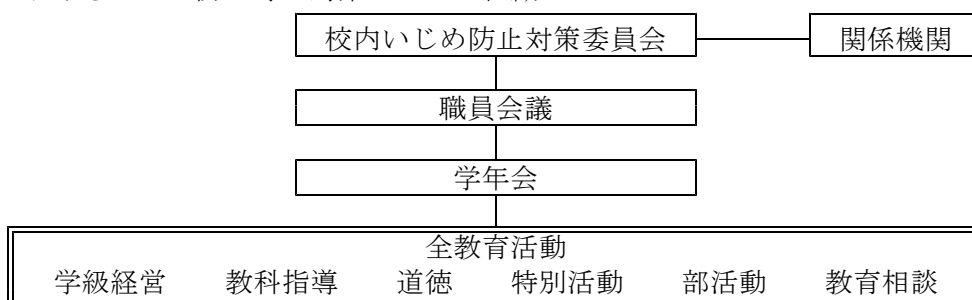 校内いじめ防止対策委員会 関係機関
職員会議
学年会
全教育活動
学級経営 教科指導 道徳 特別活動 部活動 教育相談